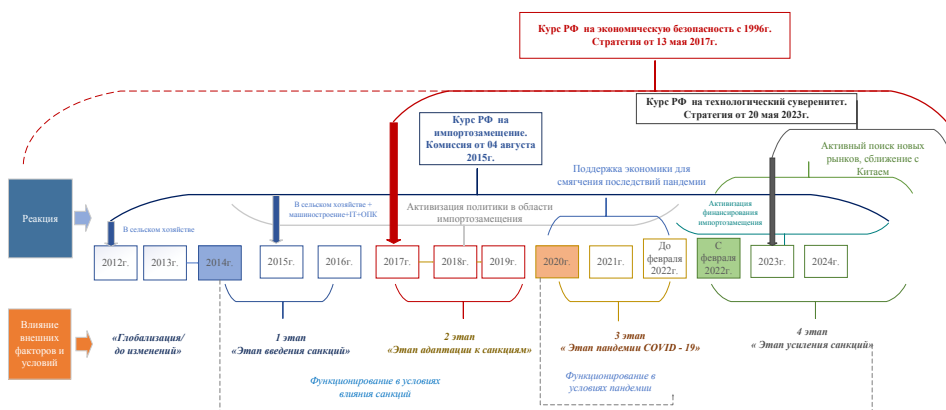 Курс РФ на экономическую безопасность с 1996г.
Стратегия от 13 мая 2017г.
Курс РФ на технологический суверенитет.
Стратегия от 20 мая 2023г.
Курс РФ на
импортозамещение.
Комиссия от 04 августа
2015г.
Активный поиск новых
рынков, сближение с
Китаем
Поддержка экономики для
смягчения последствий пандемии
Реакция
В сельском хозяйстве
В сельском хозяйстве +
машиностроение+IT+ОПК
Активизация политики в области
импортозамещения
Активизация
финансирования
импортозамещения
2012г.
2013г.
2014г.
2015г.
2016г.
2017г.
2018г.
2019г.
2020г.
2021г.
До
февраля
2022г.
С
февраля
2022г.
2023г.
2024г.
Влияние
внешних
факторов и
условий
«Глобализация/
до изменений»
1 этап
«Этап введения санкций»
2 этап
«Этап адаптации к санкциям»
3 этап
« Этап пандемии COVID - 19»
4 этап
« Этап усиления санкций»
Функционирование в условиях
влияния санкций
Функционирование в
условиях пандемии